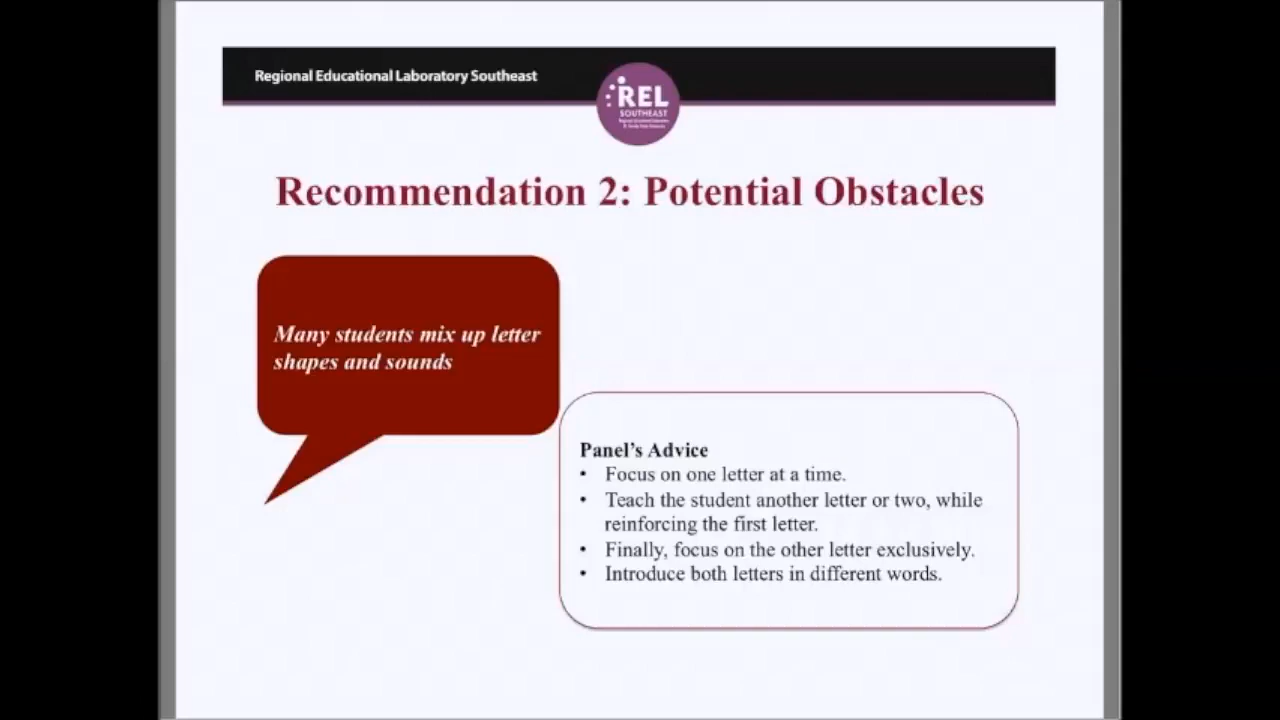 Regional Educational Laboratory Southeast
REL
SOUTHEAST
Recommendation 2: Potential Obstacles
Many students mix up letter
shapes and sounds
Panel’s Advice
• Focus on one letter at a time.
• Teach the student another letter or two, while
reinforcing the first letter.
• Finally, focus on the other letter exclusively.
• Introduce both letters in different words.